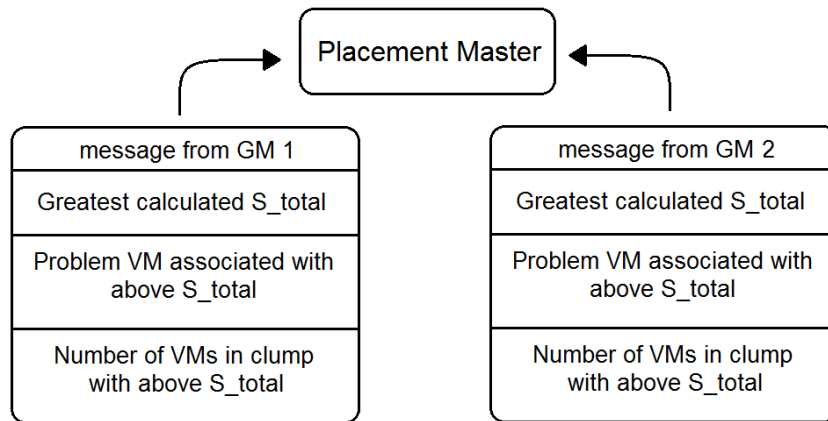 Placement Master
message from GM 1
Greatest calculated S_total
Problem VM associated with
above S_total
Number of VMs in clump
with above S_total
message from GM 2
Greatest calculated S_total
Problem VM associated with
above S_total
Number of VMs in clump
with above S_total